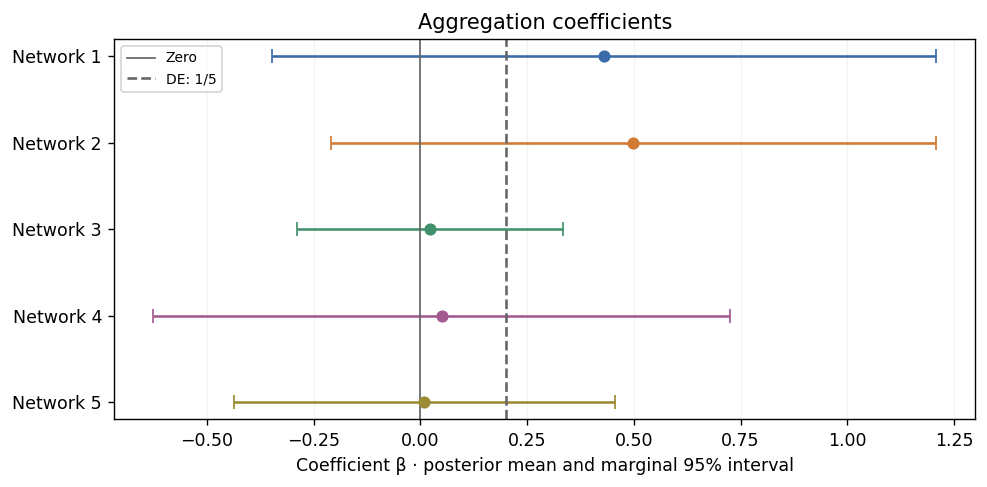 Aggregation coefficients
Zero
DE: 1/5
Network 1
Network 2
Network 3
Network 4
Network 5
−0.50 −0.25 0.00 0.25 0.50 0.75 1.00 1.25
Coefficient β · posterior mean and marginal 95% interval